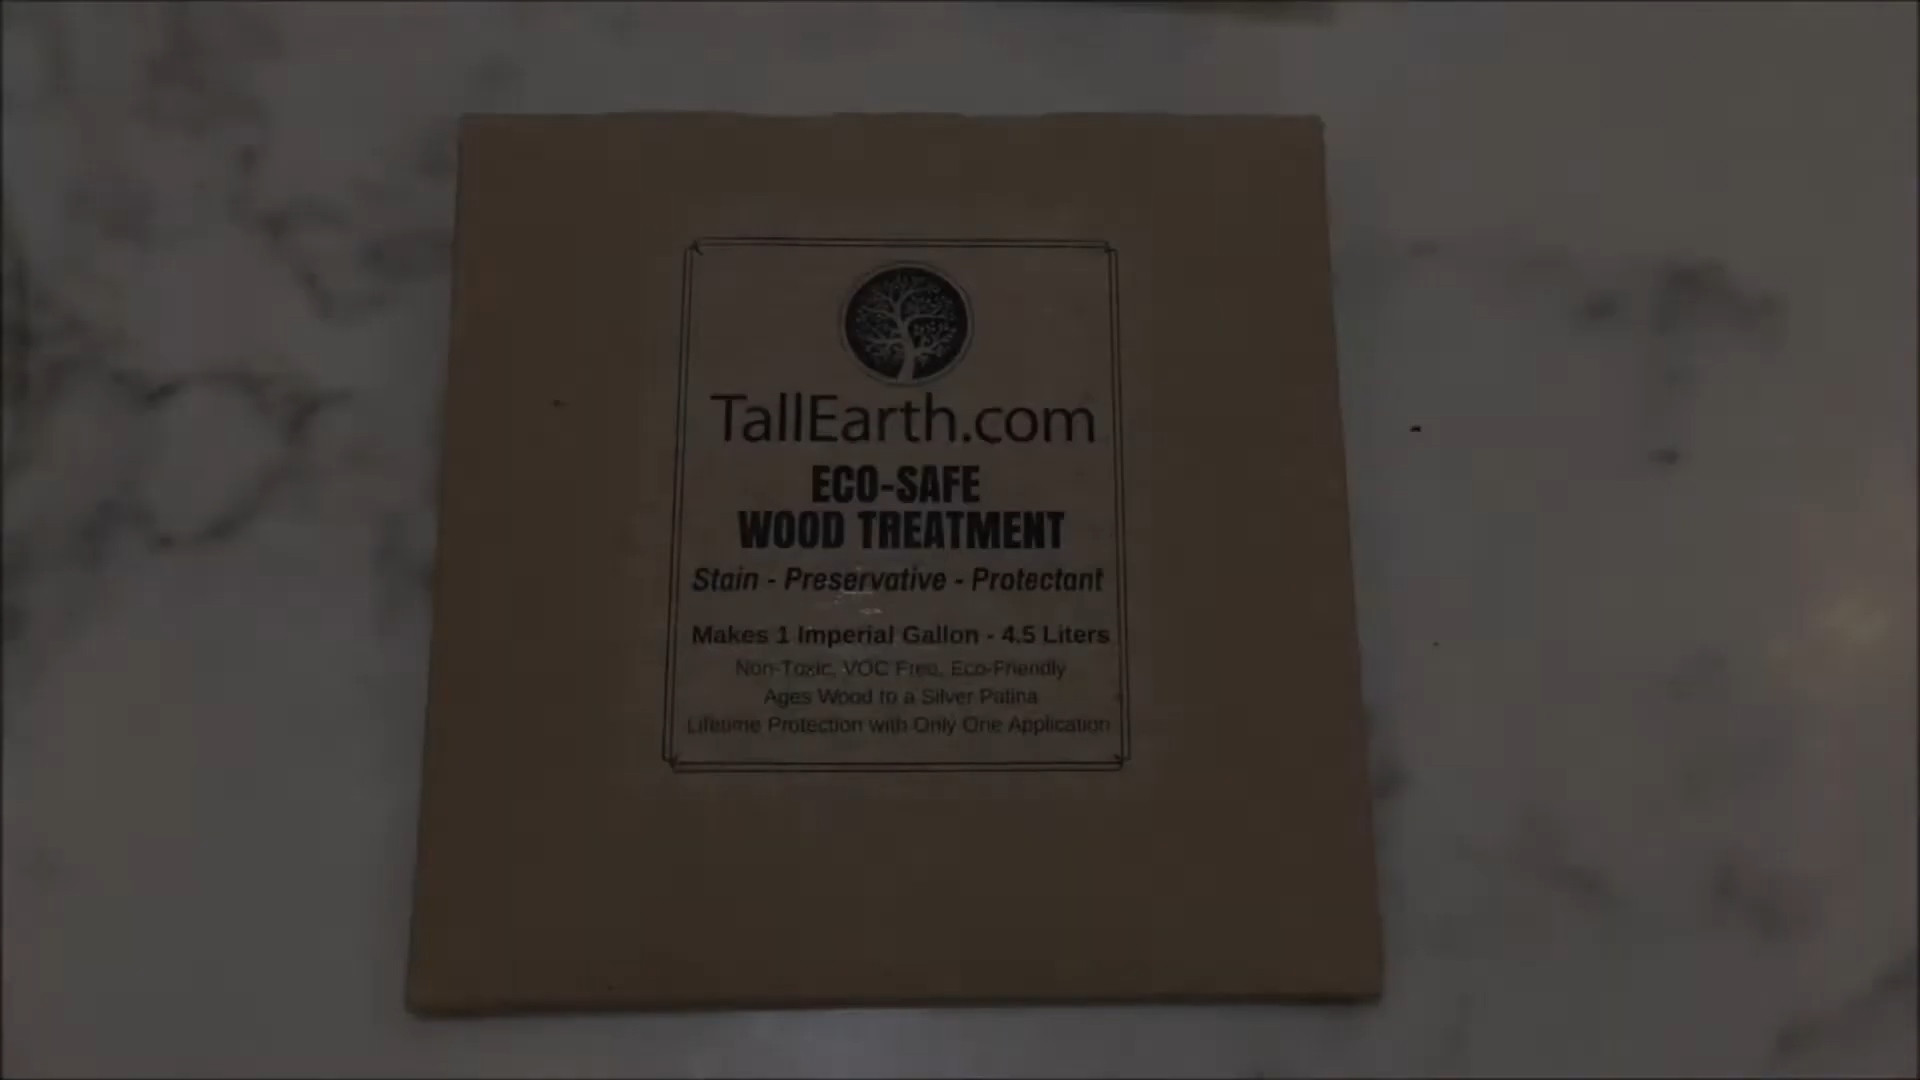 TallEarth.com
ECO-SAFE
WOOD TREATMENT
Stain - Preservative - Protectant
Makes 1 Imperial Gallon - 4.5 Liters
Non-Toxic, VOC Free, Eco-Friendly
Ages Wood to a Silver Patina
Lifetime Protection with Only One Application